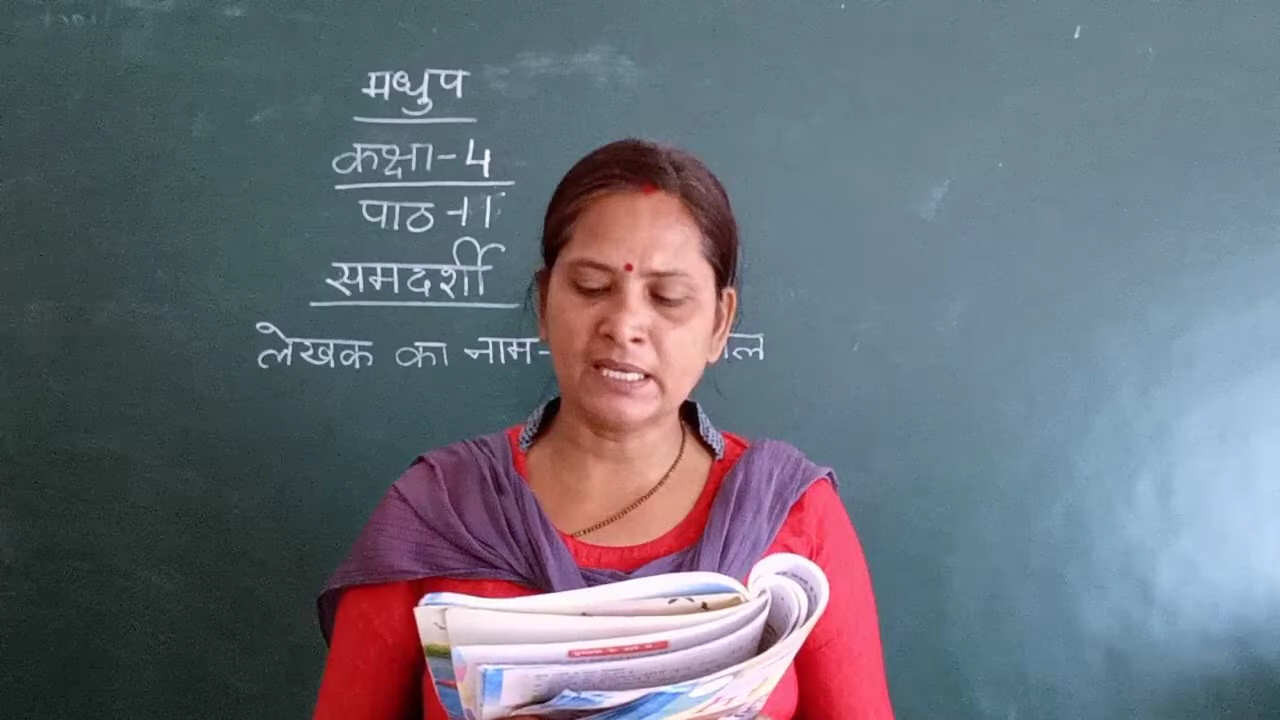 मधुप
कक्षा-4
पाठ-11
समदर्शी
लेखक का नाम-